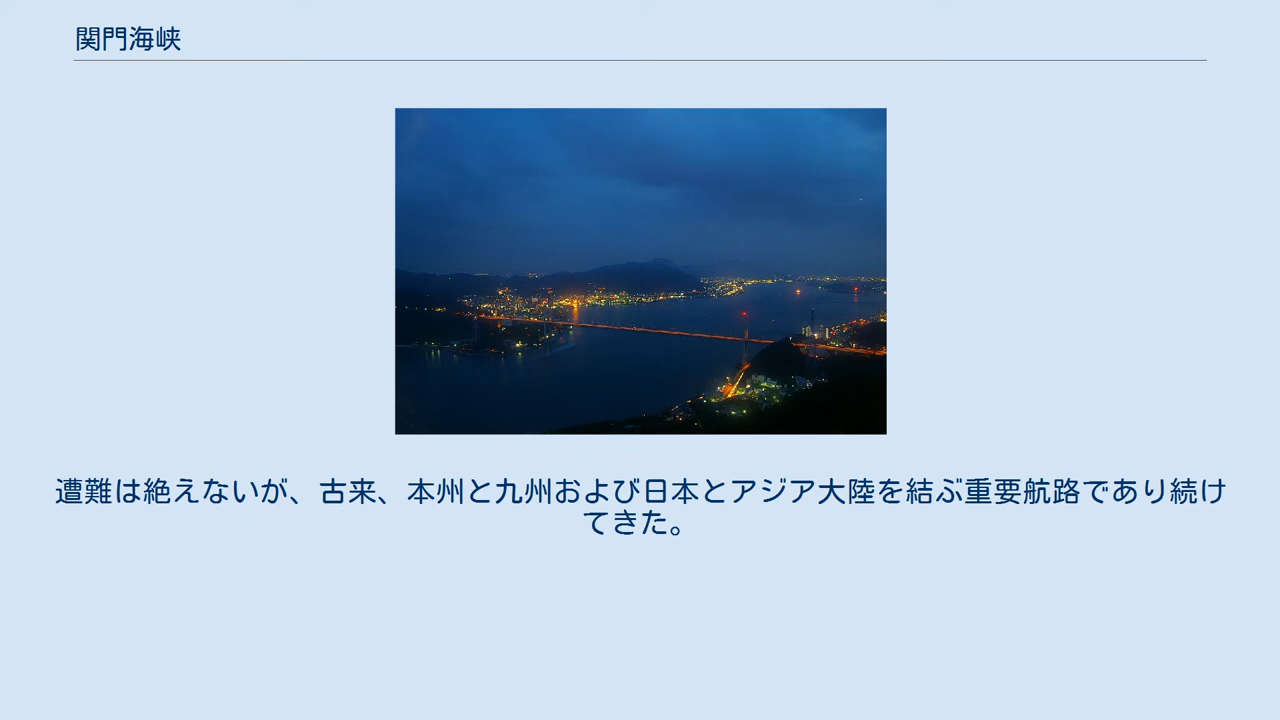 関門海峡
遭難は絶えないが、古来、本州と九州および日本とアジア大陸を結ぶ重要航路であり続け
てきた。